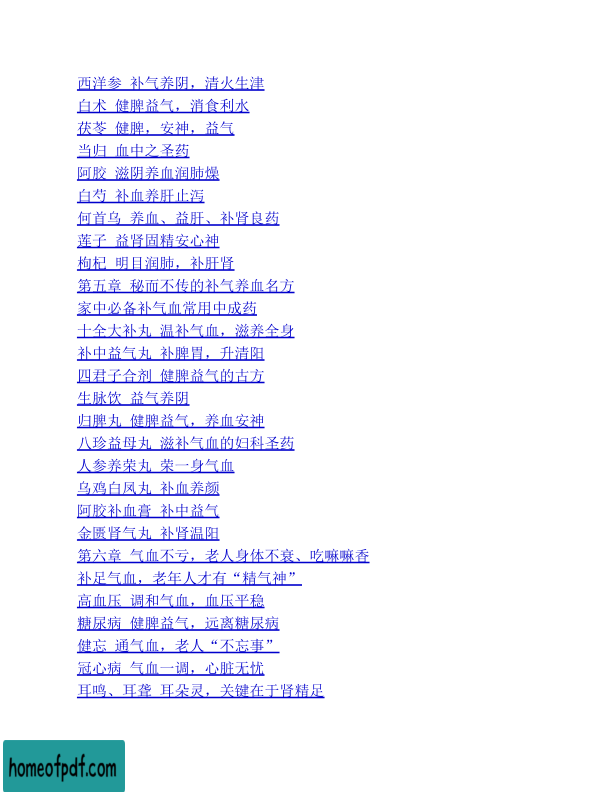 西洋参 补气养阴，清火生津
白术 健脾益气，消食利水
茯苓 健脾，安神，益气
当归 血中之圣药
阿胶 滋阴养血润肺燥
白芍 补血养肝止泻
何首乌 养血、益肝、补肾良药
莲子 益肾固精安心神
枸杞 明目润肺，补肝肾
第五章 秘而不传的补气养血名方
家中必备补气血常用中成药
十全大补丸 温补气血，滋养全身
补中益气丸 补脾胃，升清阳
四君子合剂 健脾益气的古方
生脉饮 益气养阴
归脾丸 健脾益气，养血安神
八珍益母丸 滋补气血的妇科圣药
人参养荣丸 荣一身气血
乌鸡白凤丸 补血养颜
阿胶补血膏 补中益气
金匮肾气丸 补肾温阳
第六章 气血不亏，老人身体不衰、吃嘛嘛香
补足气血，老年人才有“精气神”
高血压 调和气血，血压平稳
糖尿病 健脾益气，远离糖尿病
健忘 通气血，老人“不忘事”
冠心病 气血一调，心脏无忧
耳鸣、耳聋 耳朵灵，关键在于肾精足
homeofpdf.com